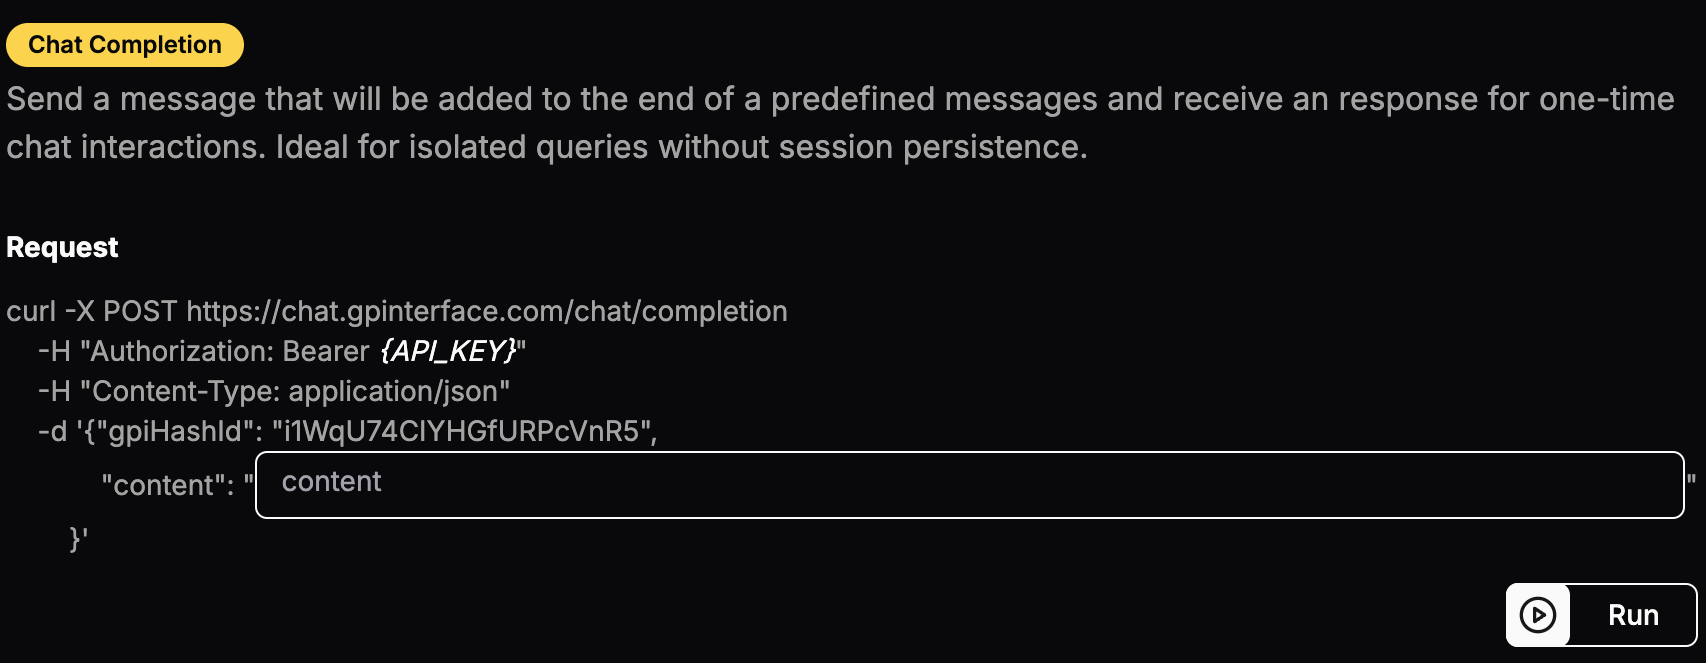 Chat Completion
Send a message that will be added to the end of a predefined messages and receive an response for one-time
chat interactions. Ideal for isolated queries without session persistence.
Request
curl -X POST https://chat.gpinterface.com/chat/completion
-H "Authorization: Bearer {API_KEY}"
-H "Content-Type: application/json"
-d '{"gpiHashId": "i1WqU74CIYHGfURPcVnR5",
"content": "content"
}'
Run